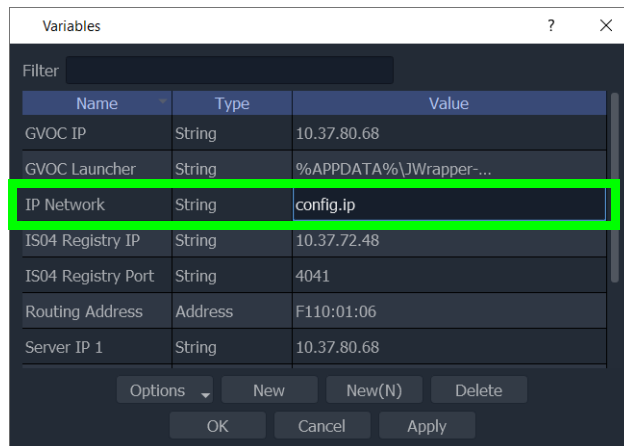 Variables ?
Filter
Name Type Value
GVOC IP String 10.37.80.68
GVOC Launcher String %APPDATA%\JWrapper-...
IP Network String config.ip
IS04 Registry IP String 10.37.72.48
IS04 Registry Port String 4041
Routing Address Address F110:01:06
Server IP 1 String 10.37.80.68
Options New New(N) Delete
OK Cancel Apply